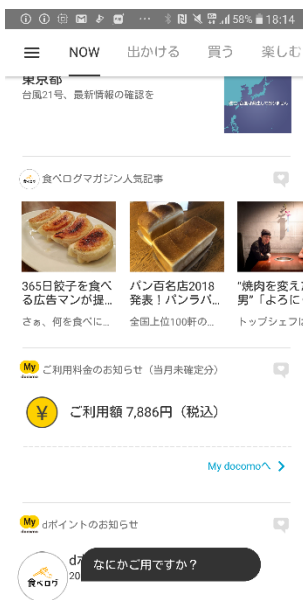 58% 18:14
NOW 出かける 買う 楽しむ
東京都
台風21号、最新情報の確認を
食べログマガジン人気記事
365日餃子を食べ
る広告マンが提...
さぁ、何を食べに...
パン百名店2018
発表！パンラバ...
全国上位100軒の...
"焼肉を変えた
男"「よろに
トップシェフに
My ご利用料金のお知らせ（当月未確定分）
¥ ご利用額 7,886円（税込）
My docomoへ
My dポイントのお知らせ
食べログ
20
なにかご用ですか？